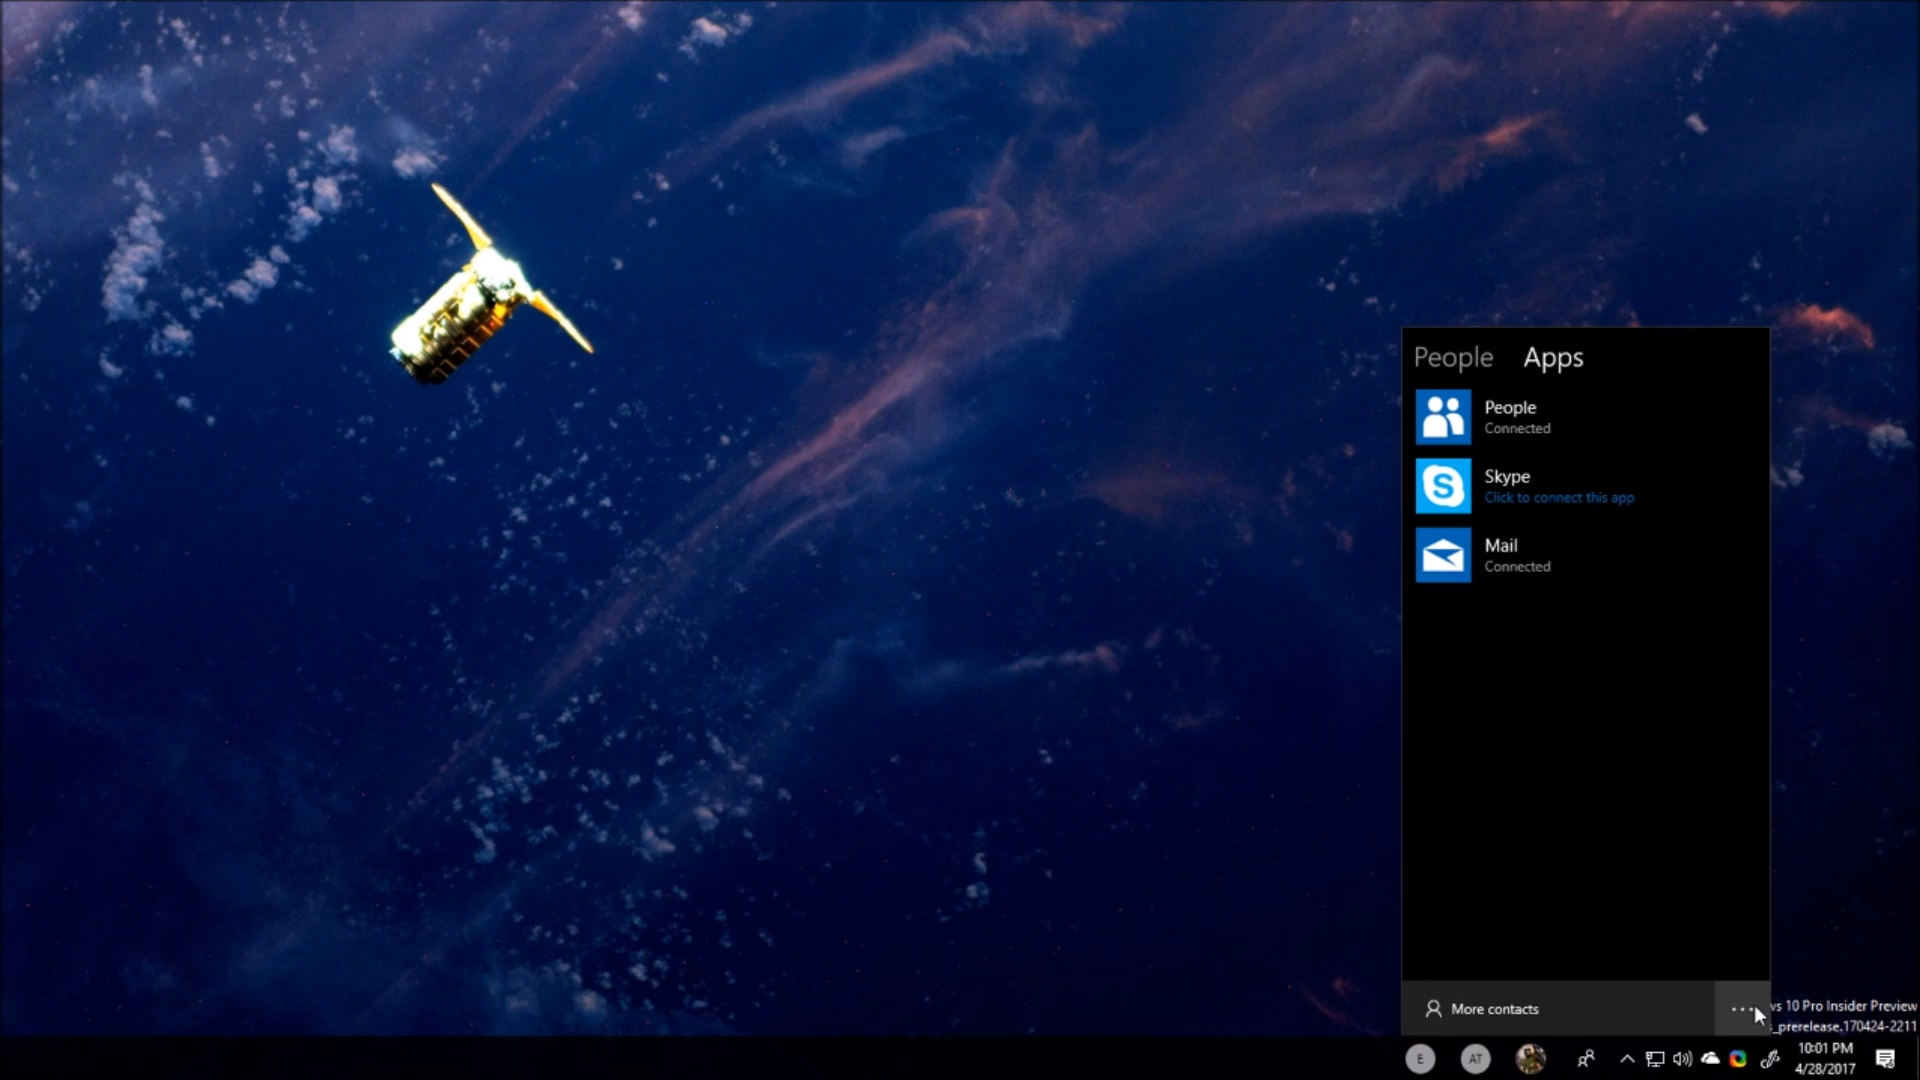 People Apps
People
Connected
Skype
Click to connect this app
Mail
Connected
More contacts
10 Pro Insider Preview
_prerelease.170424-2211
E AT
10:01 PM
4/28/2017